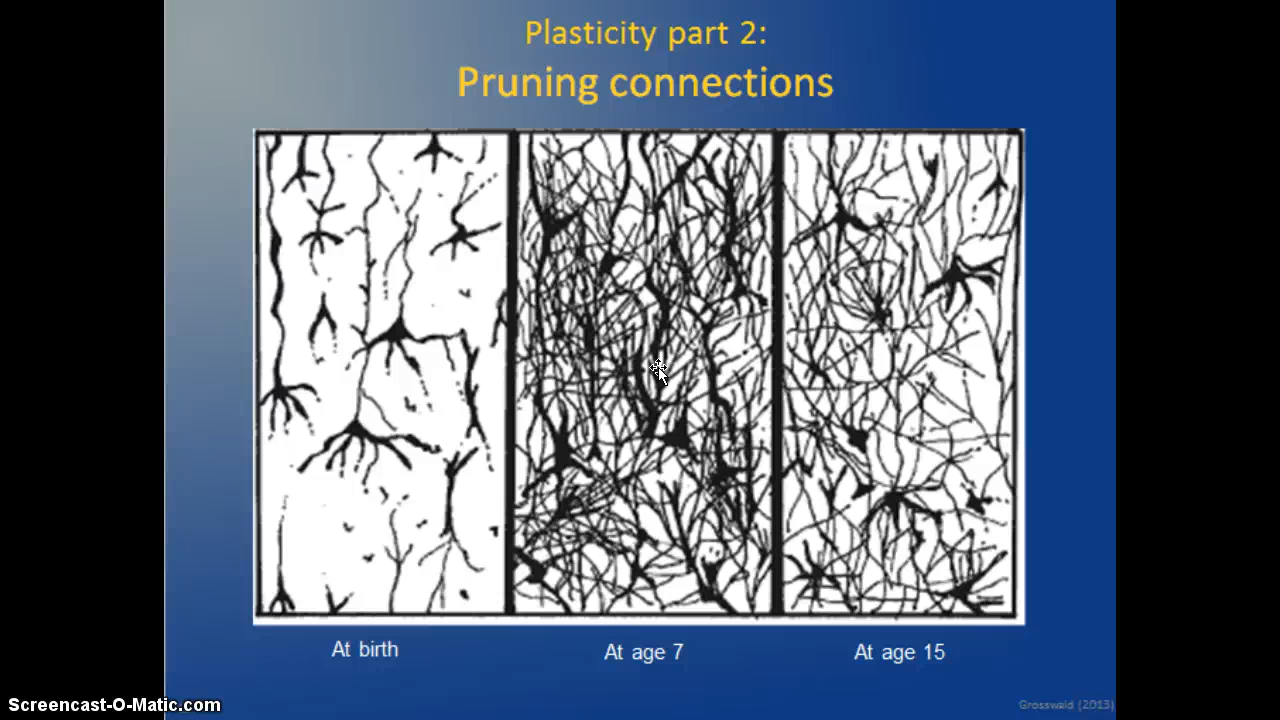 Plasticity part 2:
Pruning connections
At birth
At age 7
At age 15
Screencast-O-Matic.com
Grosswald (2013)